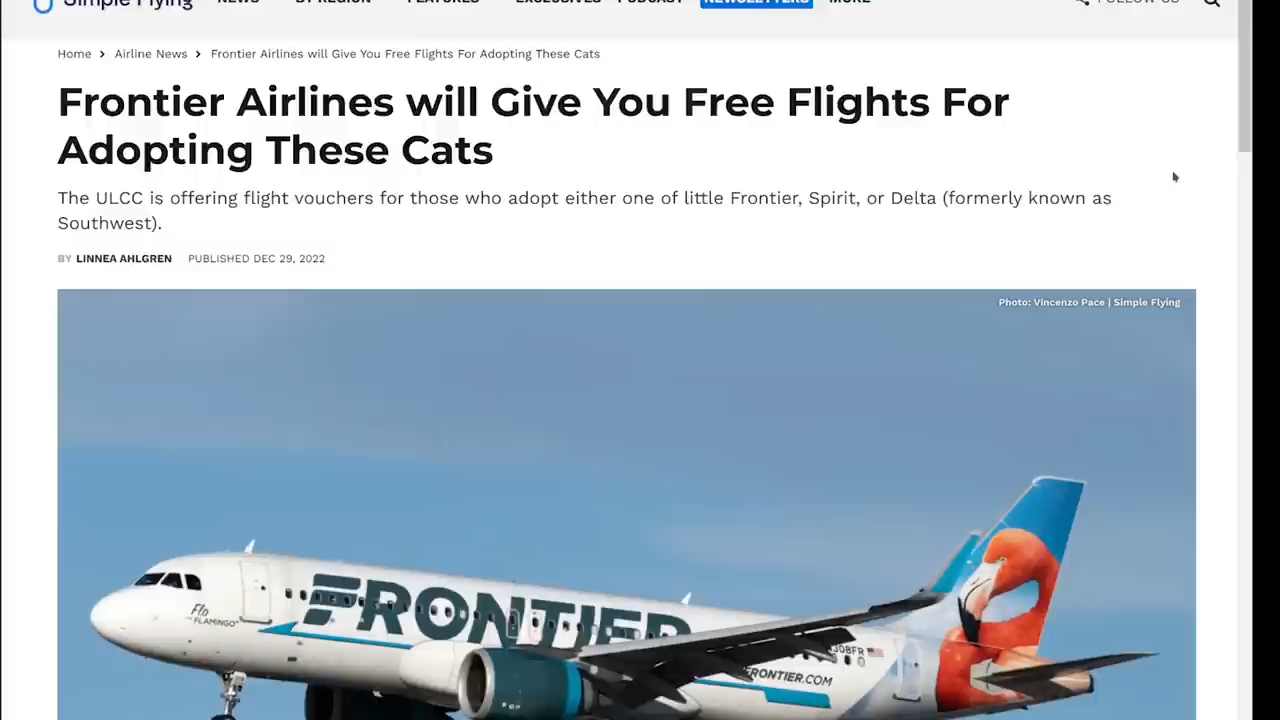 Simple Flying NEWS BY REGION FEATURES EXCLUSIVES PODCAST NEWSLETTERS MORE FOLLOW US
Home > Airline News > Frontier Airlines will Give You Free Flights For Adopting These Cats
Frontier Airlines will Give You Free Flights For
Adopting These Cats
The ULCC is offering flight vouchers for those who adopt either one of little Frontier, Spirit, or Delta (formerly known as
Southwest).
BY LINNEA AHLGREN PUBLISHED DEC 29, 2022
Photo: Vincenzo Pace | Simple Flying
Flo
THE FLAMINGO
FRONTIER
FRONTIER.COM